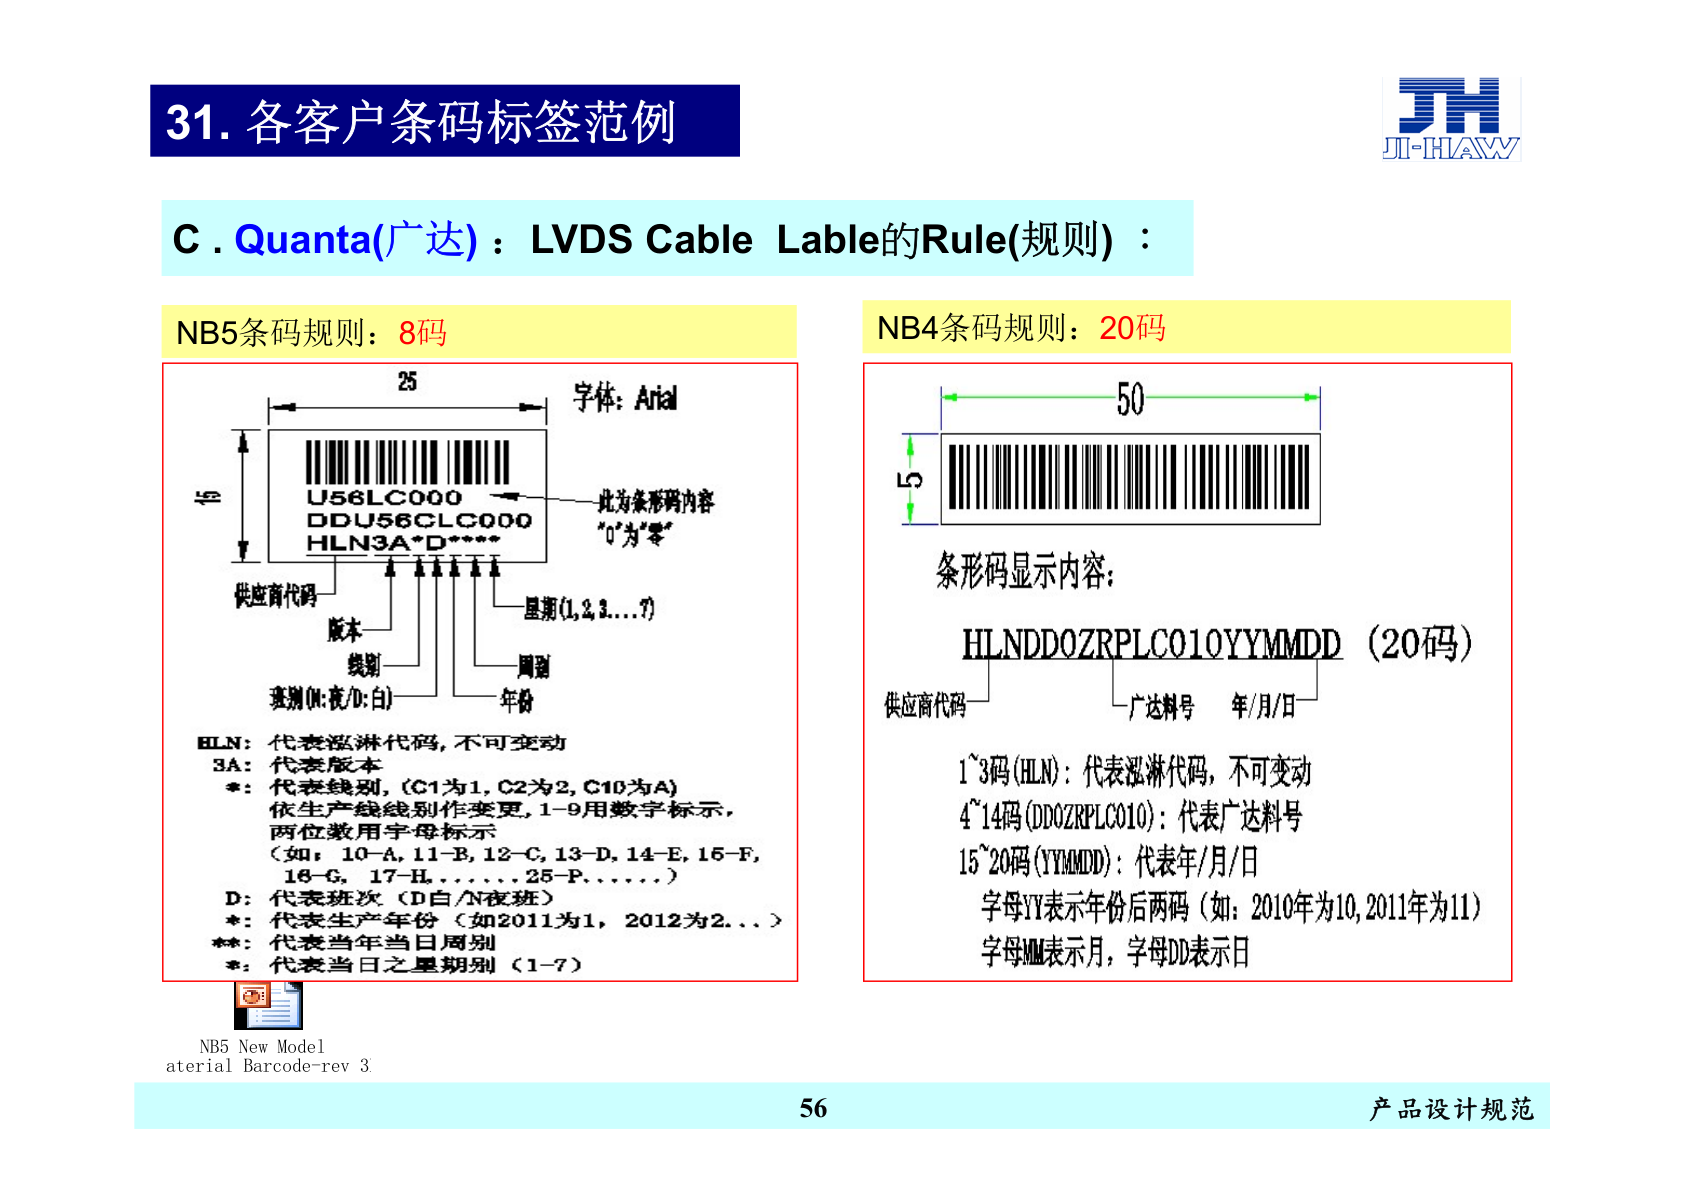 31. 各客户条码标签范例
JH
JI-HAW
C . Quanta(广达) ：LVDS Cable  Lable的Rule(规则) ：
NB5条码规则：8码
25
字体: Arial
15
U56LC000
DDU56CLC000
HLN3A*D****
此为条形码内容
"0"为"零"
供应商代码
版本
线别
班别(N:夜/D:白)
星期(1,2,3....7)
周别
年份
HLN: 代表泓淋代码,不可变动
3A: 代表版本
*: 代表线别, (C1为1, C2为2, C10为A)
依生产线线别作变更,1-9用数字标示,
两位数用字母标示
(如: 10-A, 11-B, 12-C, 13-D, 14-E, 15-F,
16-G, 17-H.......25-P......)
D: 代表班次 (D白/N夜班)
*: 代表生产年份 (如2011为1, 2012为2...)
**: 代表当年当日周别
*: 代表当日之星期别 (1-7)
NB4条码规则：20码
50
5
条形码显示内容:
HLNDD0ZRPLC010YYMMDD (20码)
供应商代码
广达料号
年/月/日
1~3码(HLN): 代表泓淋代码, 不可变动
4~14码(DD0ZRPLC010): 代表广达料号
15~20码(YYMMDD): 代表年/月/日
字母YY表示年份后两码 (如: 2010年为10,2011年为11)
字母MM表示月, 字母DD表示日
NB5 New Model
aterial Barcode-rev 3
56
产品设计规范